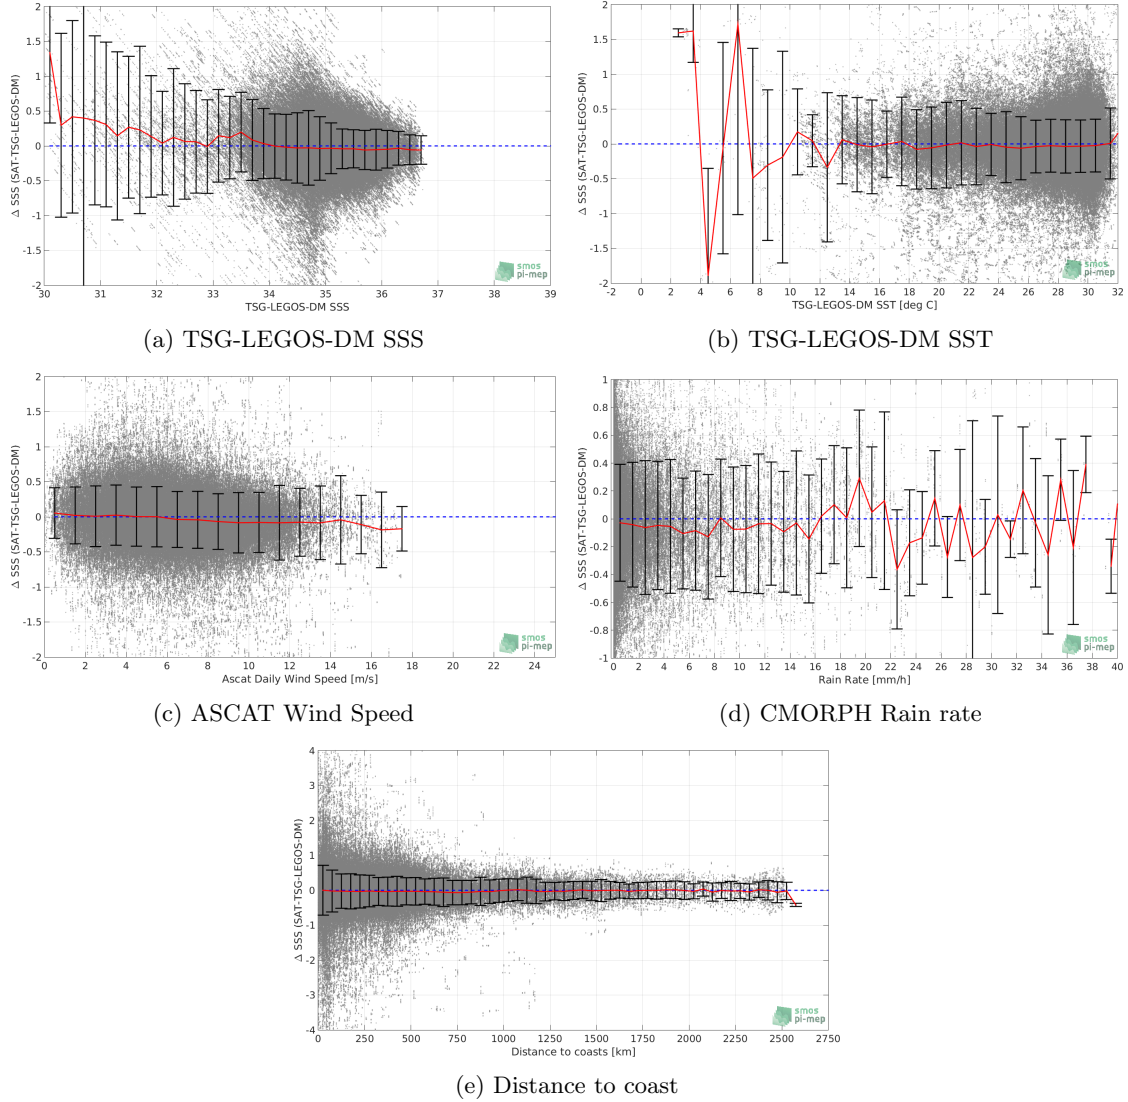 2
1.5
1
0.5
0
-0.5
-1
-1.5
-2
Δ SSS (SAT-TSG-LEGOS-DM)
30 31 32 33 34 35 36 37 38 39
TSG-LEGOS-DM SSS
smos
pi-mep
(a) TSG-LEGOS-DM SSS
2
1.5
1
0.5
0
-0.5
-1
-1.5
-2
Δ SSS (SAT-TSG-LEGOS-DM)
-2 0 2 4 6 8 10 12 14 16 18 20 22 24 26 28 30 32
TSG-LEGOS-DM SST [deg C]
smos
pi-mep
(b) TSG-LEGOS-DM SST
2
1.5
1
0.5
0
-0.5
-1
-1.5
-2
Δ SSS (SAT-TSG-LEGOS-DM)
0 2 4 6 8 10 12 14 16 18 20 22 24
Ascat Daily Wind Speed [m/s]
smos
pi-mep
(c) ASCAT Wind Speed
1
0.8
0.6
0.4
0.2
0
-0.2
-0.4
-0.6
-0.8
-1
Δ SSS (SAT-TSG-LEGOS-DM)
0 2 4 6 8 10 12 14 16 18 20 22 24 26 28 30 32 34 36 38 40
Rain Rate [mm/h]
smos
pi-mep
(d) CMORPH Rain rate
4
3
2
1
0
-1
-2
-3
-4
Δ SSS (SAT-TSG-LEGOS-DM)
0 250 500 750 1000 1250 1500 1750 2000 2250 2500 2750
Distance to coasts [km]
smos
pi-mep
(e) Distance to coast